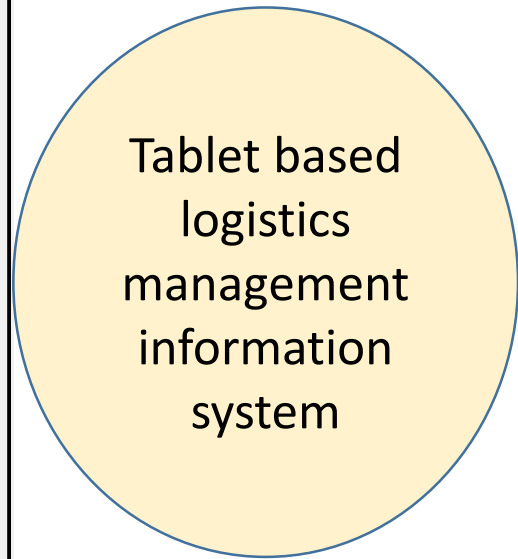 Tablet based
logistics
management
information
system